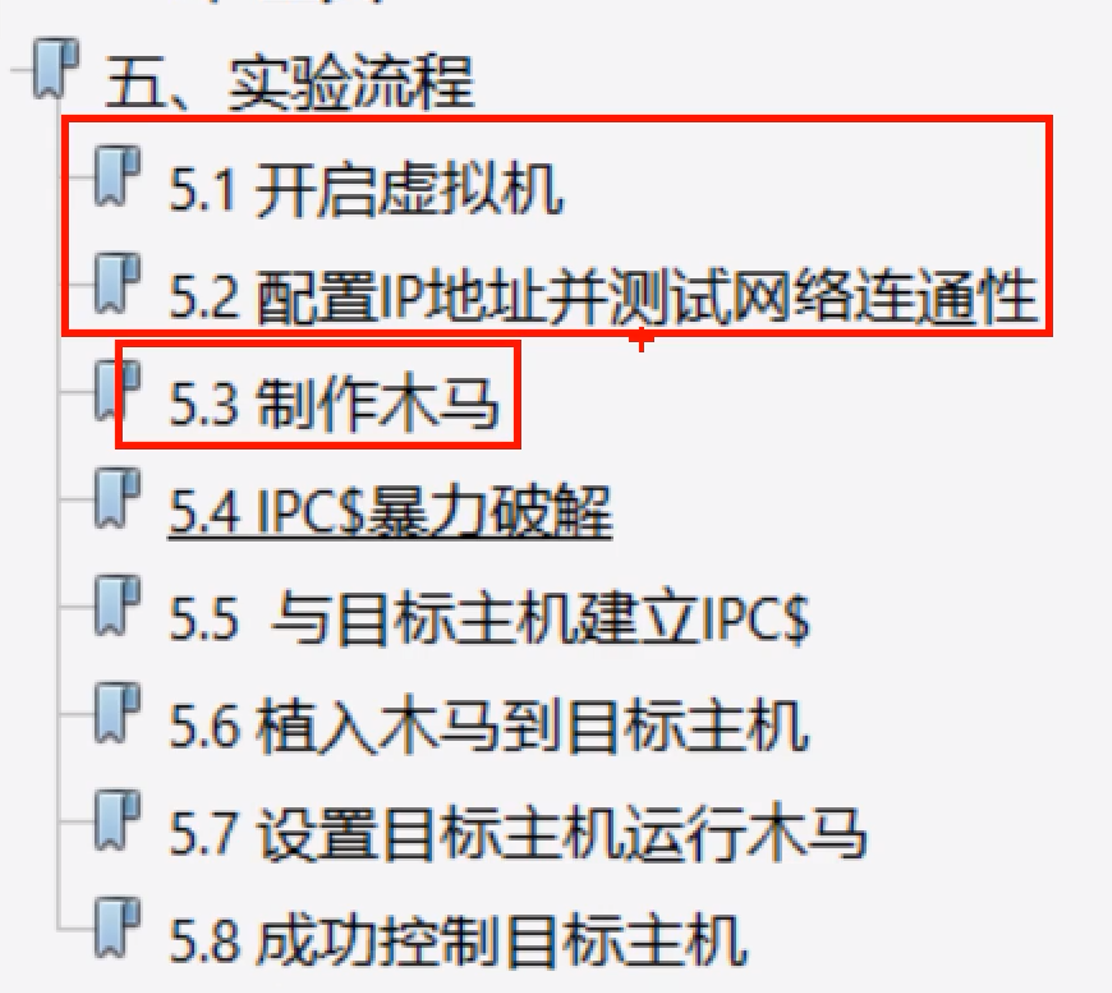 五、实验流程
5.1 开启虚拟机
5.2 配置IP地址并测试网络连通性
5.3 制作木马
5.4 IPC$暴力破解
5.5 与目标主机建立IPC$
5.6 植入木马到目标主机
5.7 设置目标主机运行木马
5.8 成功控制目标主机